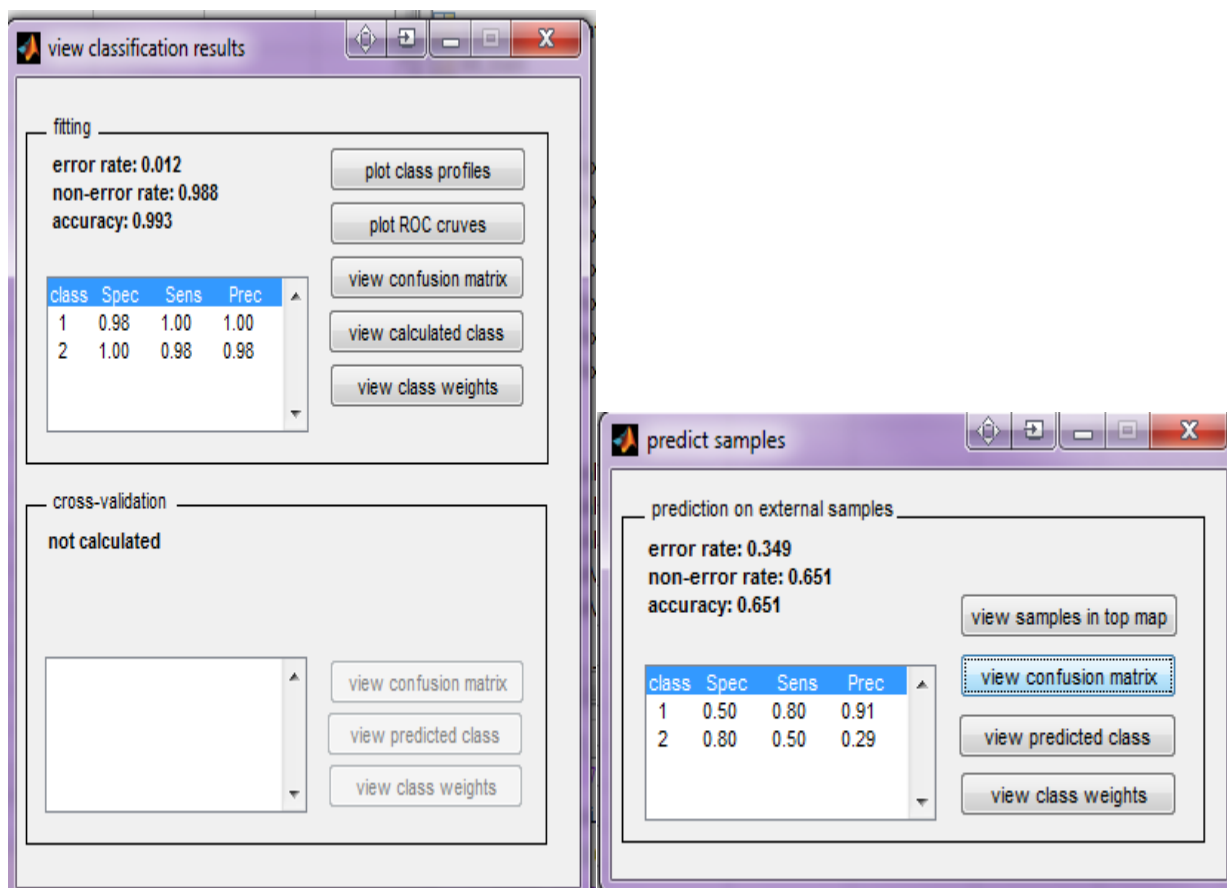 view classification results
fitting
error rate: 0.012
non-error rate: 0.988
accuracy: 0.993
plot class profiles
plot ROC cruves
view confusion matrix
view calculated class
view class weights
class Spec Sens Prec
1 0.98 1.00 1.00
2 1.00 0.98 0.98
cross-validation
not calculated
view confusion matrix
view predicted class
view class weights
predict samples
prediction on external samples
error rate: 0.349
non-error rate: 0.651
accuracy: 0.651
view samples in top map
view confusion matrix
view predicted class
view class weights
class Spec Sens Prec
1 0.50 0.80 0.91
2 0.80 0.50 0.29